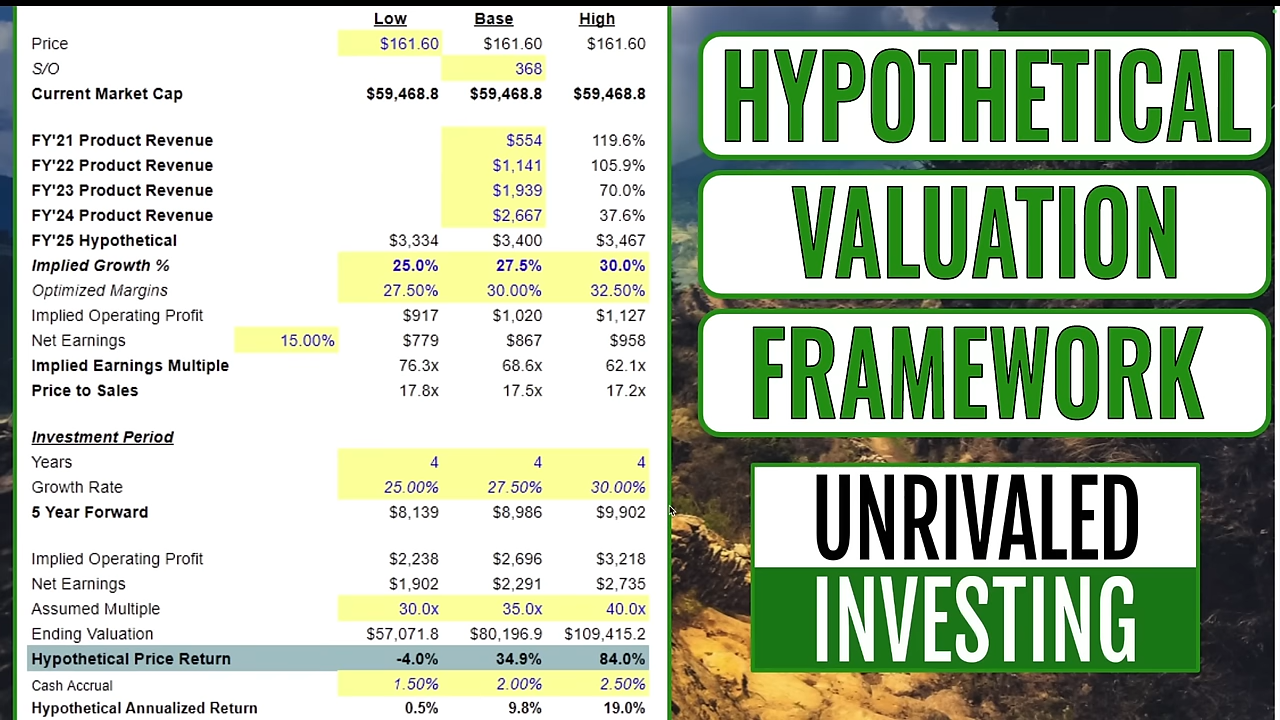 Low Base High
Price $161.60 $161.60 $161.60
S/O 368
Current Market Cap $59,468.8 $59,468.8 $59,468.8
FY'21 Product Revenue $554 119.6%
FY'22 Product Revenue $1,141 105.9%
FY'23 Product Revenue $1,939 70.0%
FY'24 Product Revenue $2,667 37.6%
FY'25 Hypothetical $3,334 $3,400 $3,467
Implied Growth % 25.0% 27.5% 30.0%
Optimized Margins 27.50% 30.00% 32.50%
Implied Operating Profit $917 $1,020 $1,127
Net Earnings 15.00% $779 $867 $958
Implied Earnings Multiple 76.3x 68.6x 62.1x
Price to Sales 17.8x 17.5x 17.2x
Investment Period
Years 4 4 4
Growth Rate 25.00% 27.50% 30.00%
5 Year Forward $8,139 $8,986 $9,902
Implied Operating Profit $2,238 $2,696 $3,218
Net Earnings $1,902 $2,291 $2,735
Assumed Multiple 30.0x 35.0x 40.0x
Ending Valuation $57,071.8 $80,196.9 $109,415.2
Hypothetical Price Return -4.0% 34.9% 84.0%
Cash Accrual 1.50% 2.00% 2.50%
Hypothetical Annualized Return 0.5% 9.8% 19.0%
HYPOTHETICAL
VALUATION
FRAMEWORK
UNRIVALED
INVESTING